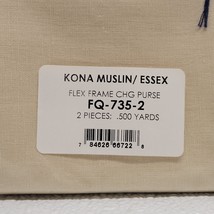 KONA MUSLIN/ ESSEX
FLEX FRAME CHG PURSE
FQ-735-2
2 PIECES: .500 YARDS
7 84626 66722 8